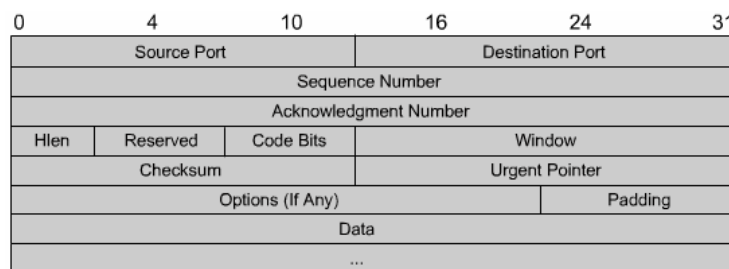 0 4 10 16 24 31
Source Port Destination Port
Sequence Number
Acknowledgment Number
Hlen Reserved Code Bits Window
Checksum Urgent Pointer
Options (If Any) Padding
Data
...